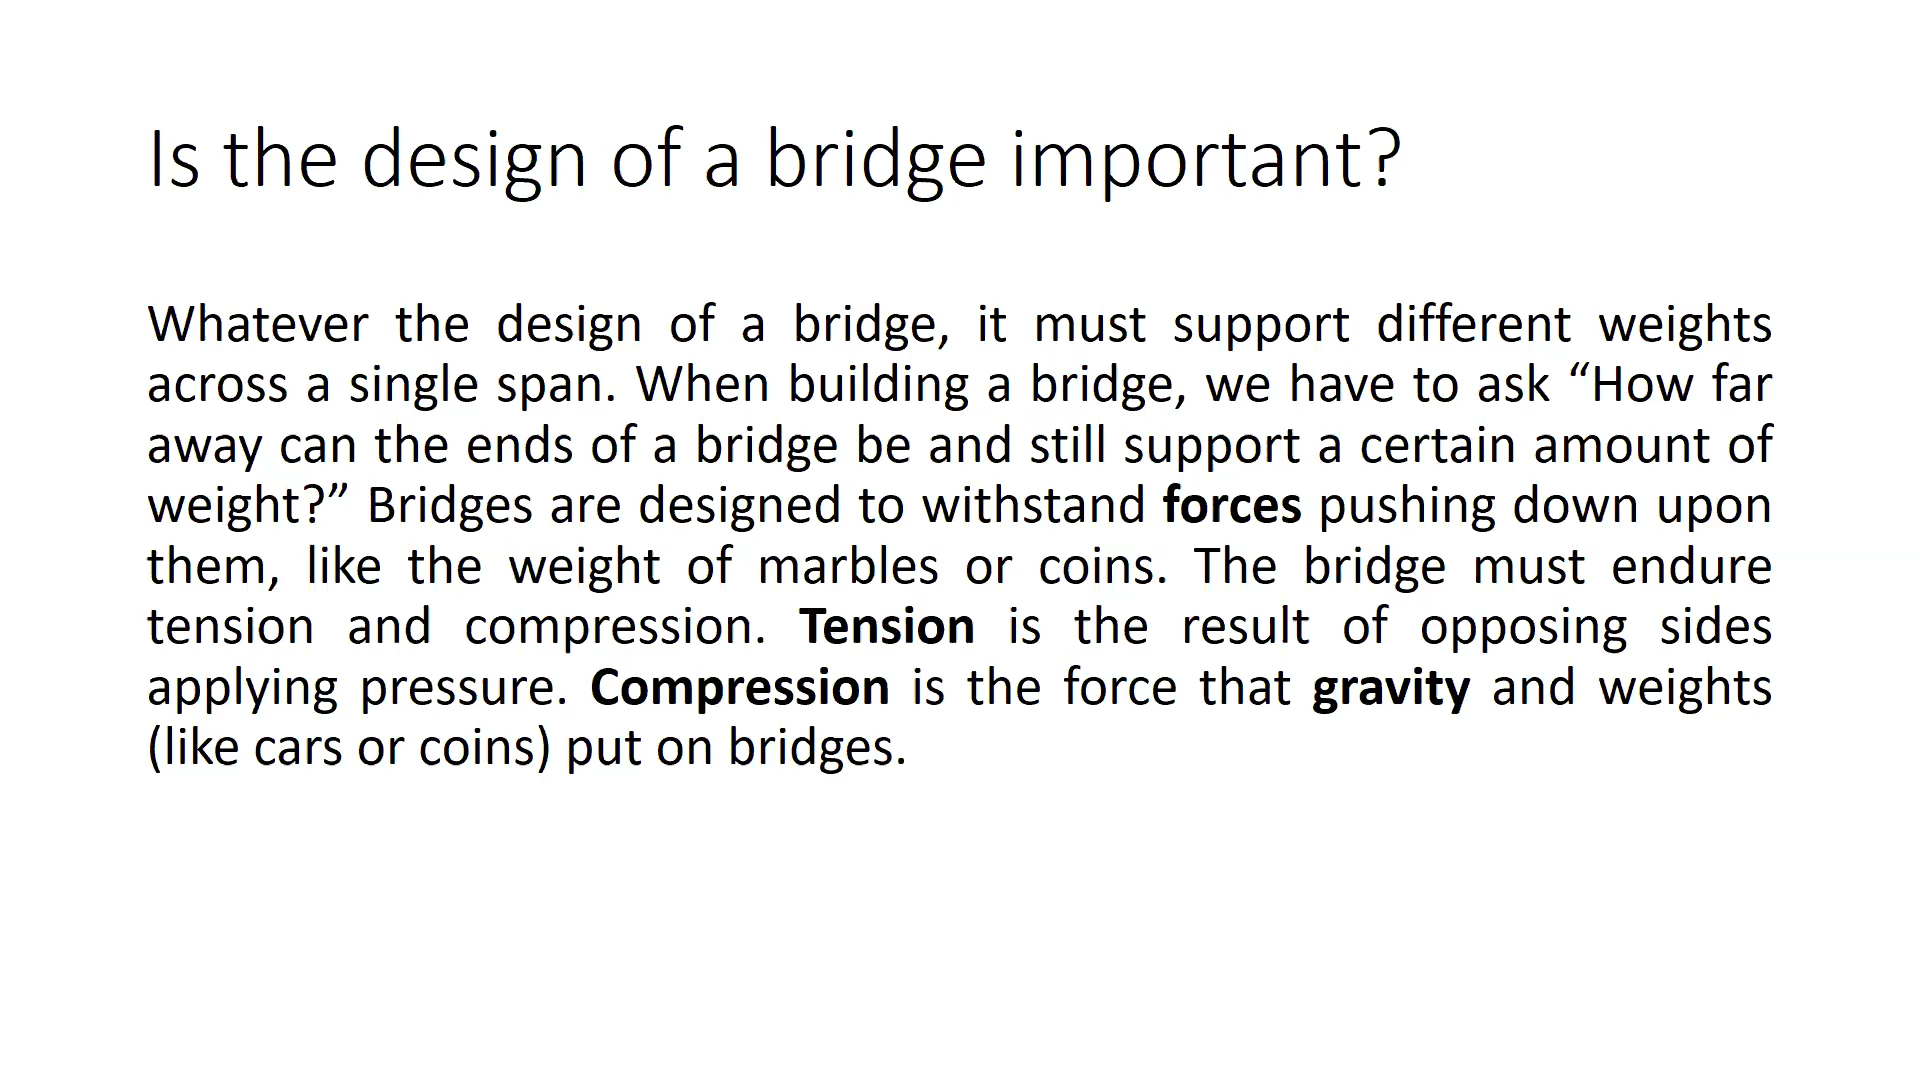 Is the design of a bridge important?
Whatever the design of a bridge, it must support different weights
across a single span. When building a bridge, we have to ask “How far
away can the ends of a bridge be and still support a certain amount of
weight?” Bridges are designed to withstand forces pushing down upon
them, like the weight of marbles or coins. The bridge must endure
tension and compression. Tension is the result of opposing sides
applying pressure. Compression is the force that gravity and weights
(like cars or coins) put on bridges.